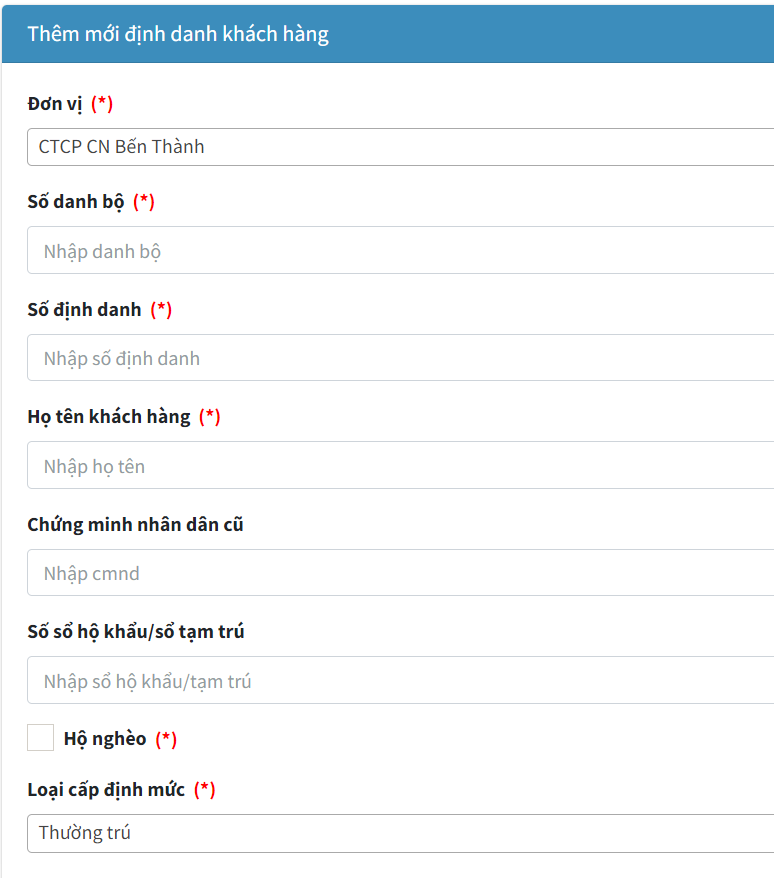 Thêm mới định danh khách hàng
Đơn vị (*)
CTCP CN Bến Thành
Số danh bộ (*)
Nhập danh bộ
Số định danh (*)
Nhập số định danh
Họ tên khách hàng (*)
Nhập họ tên
Chứng minh nhân dân cũ
Nhập cmnd
Số sổ hộ khẩu/sổ tạm trú
Nhập sổ hộ khẩu/tạm trú
Hộ nghèo (*)
Loại cấp định mức (*)
Thường trú